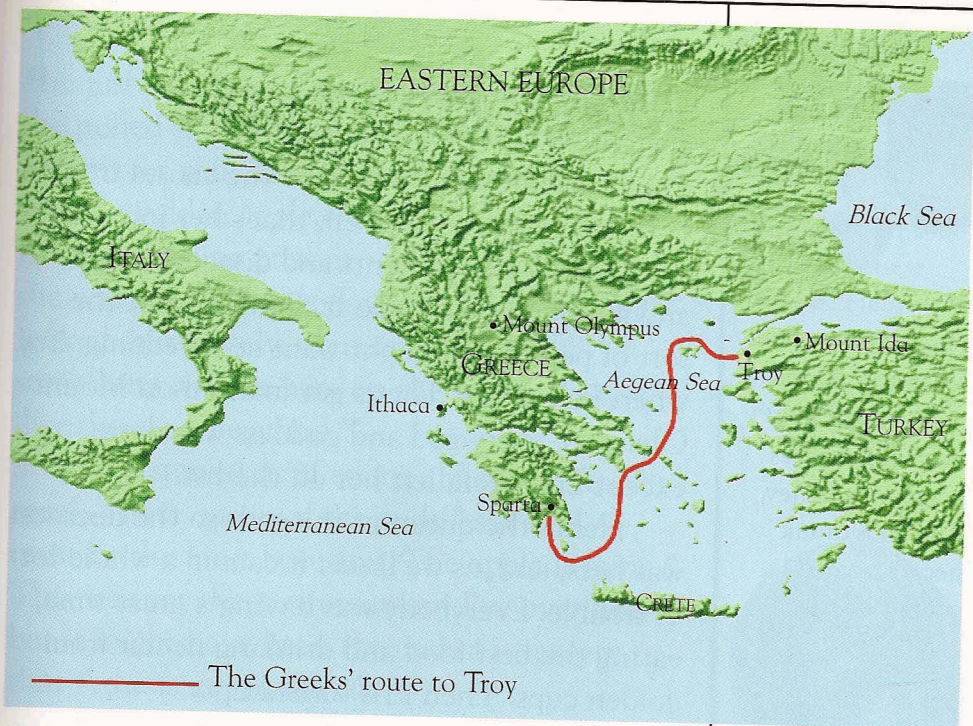 EASTERN EUROPE
Black Sea
ITALY
Mount Olympus
Mount Ida
GREECE
Troy
Aegean Sea
Ithaca
TURKEY
Sparta
Mediterranean Sea
CRETE
The Greeks' route to Troy